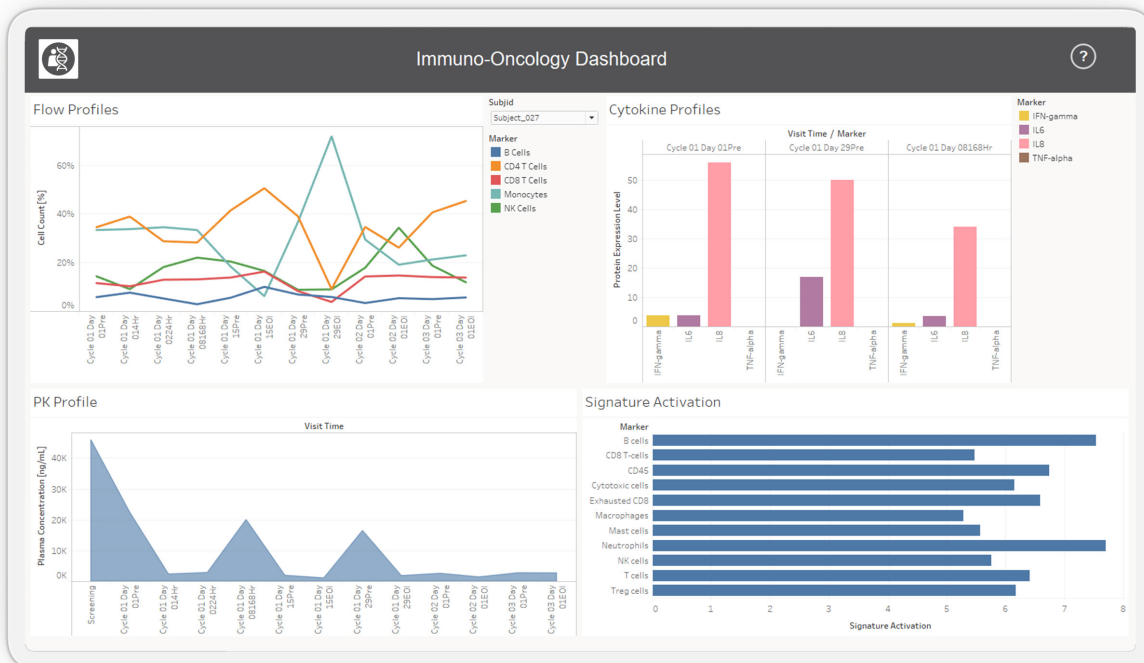 Immuno-Oncology Dashboard
?
Flow Profiles
Subjid
Subject_027
Marker
B Cells
CD4 T Cells
CD8 T Cells
Monocytes
NK Cells
Cell Count [%]
60%
40%
20%
0%
Cycle 01 Day
01Pre
Cycle 01 Day
014Hr
Cycle 01 Day
0224Hr
Cycle 01 Day
08168Hr
Cycle 01 Day
15Pre
Cycle 01 Day
15EOI
Cycle 01 Day
29Pre
Cycle 01 Day
29EOI
Cycle 02 Day
01Pre
Cycle 02 Day
01EOI
Cycle 03 Day
01Pre
Cycle 03 Day
01EOI
Cytokine Profiles
Marker
IFN-gamma
IL6
IL8
TNF-alpha
Visit Time / Marker
Cycle 01 Day 01Pre
Cycle 01 Day 29Pre
Cycle 01 Day 08168Hr
Protein Expression Level
50
40
30
20
10
0
IFN-gamma
IL6
IL8
TNF-alpha
IFN-gamma
IL6
IL8
TNF-alpha
IFN-gamma
IL6
IL8
TNF-alpha
PK Profile
Visit Time
Plasma Concentration [ng/mL]
40K
30K
20K
10K
0K
Screening
Cycle 01 Day
01Pre
Cycle 01 Day
014Hr
Cycle 01 Day
0224Hr
Cycle 01 Day
08168Hr
Cycle 01 Day
15Pre
Cycle 01 Day
15EOI
Cycle 01 Day
29Pre
Cycle 01 Day
29EOI
Cycle 02 Day
01Pre
Cycle 02 Day
01EOI
Cycle 03 Day
01Pre
Cycle 03 Day
01EOI
Signature Activation
Marker
B cells
CD8 T-cells
CD45
Cytotoxic cells
Exhausted CD8
Macrophages
Mast cells
Neutrophils
NK cells
T cells
Treg cells
0 1 2 3 4 5 6 7 8
Signature Activation